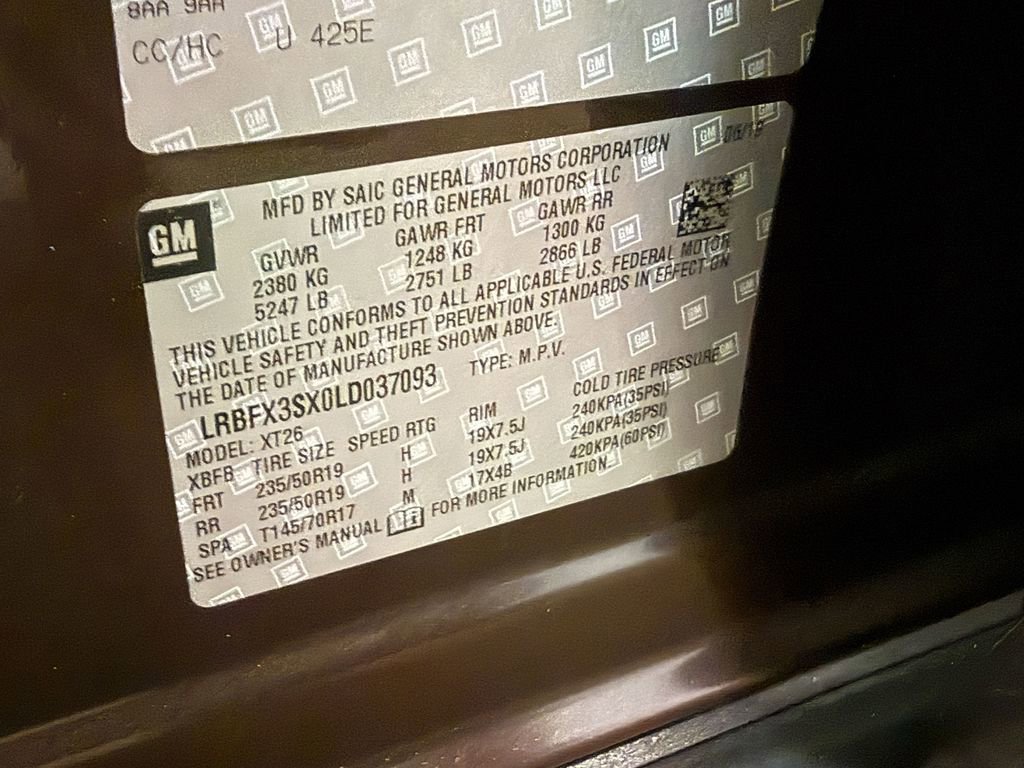 8AA 9AA
CC/HC U 425E
MFD BY SAIC GENERAL MOTORS CORPORATION
LIMITED FOR GENERAL MOTORS LLC
GM
GVWR GAWR FRT GAWR RR
2380 KG 1248 KG 1300 KG
5247 LB 2751 LB 2866 LB
THIS VEHICLE CONFORMS TO ALL APPLICABLE U.S. FEDERAL MOTOR
VEHICLE SAFETY AND THEFT PREVENTION STANDARDS IN EFFECT ON
THE DATE OF MANUFACTURE SHOWN ABOVE.
LRBFX3SX0LD037093 TYPE: M.P.V.
MODEL: XT26
XBFB TIRE SIZE SPEED RTG RIM COLD TIRE PRESSURE
FRT 235/50R19 H 19X7.5J 240KPA(35PSI)
RR 235/50R19 H 19X7.5J 240KPA(35PSI)
SPA T145/70R17 M 17X4B 420KPA(60PSI)
SEE OWNER'S MANUAL FOR MORE INFORMATION.